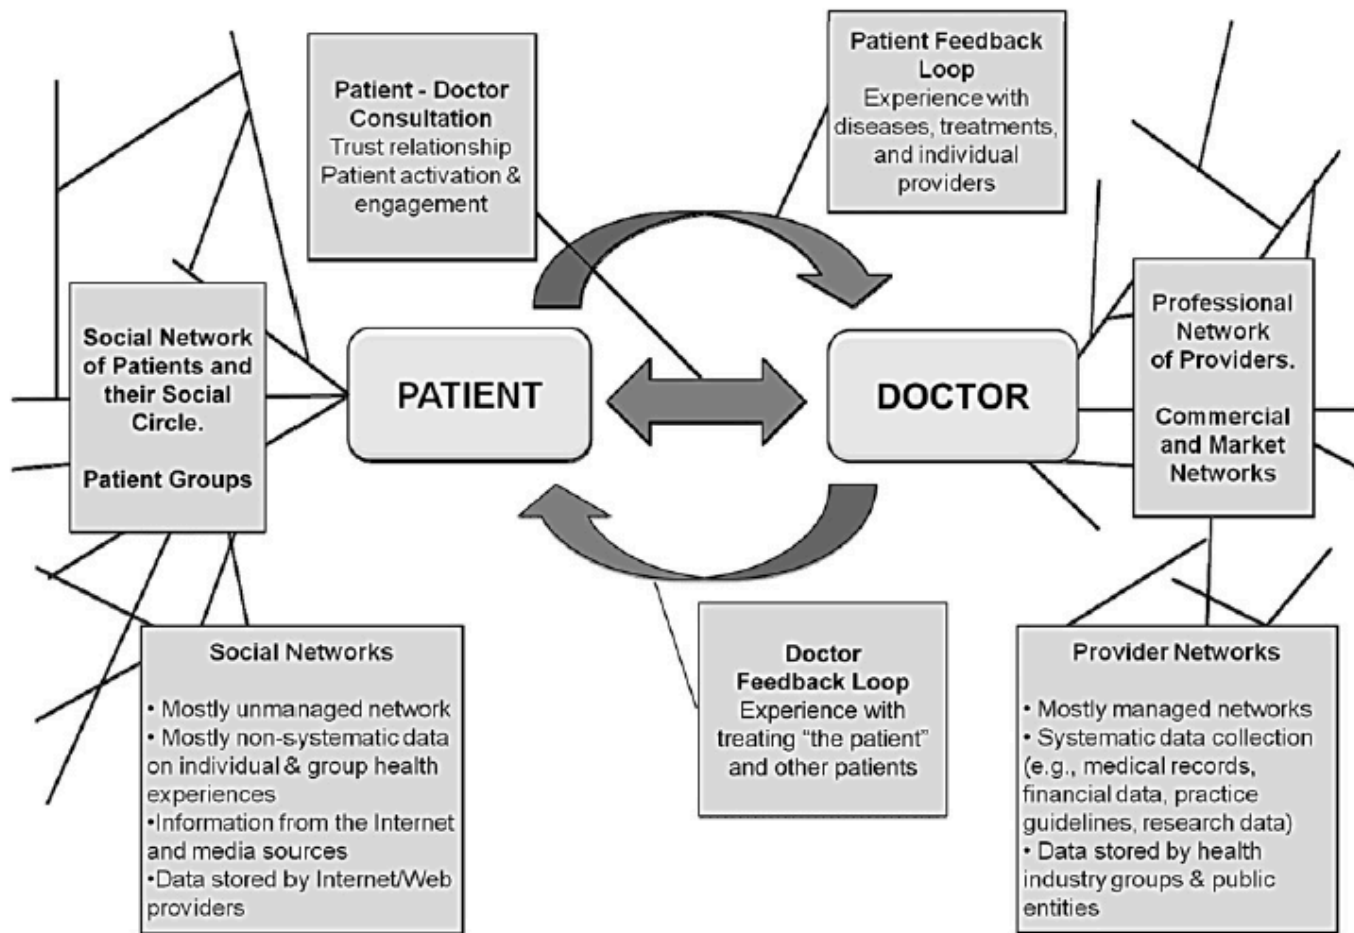 Patient - Doctor
Consultation
Trust relationship
Patient activation &
engagement
Patient Feedback
Loop
Experience with
diseases, treatments,
and individual
providers
Social Network
of Patients and
their Social
Circle.
Patient Groups
PATIENT
DOCTOR
Professional
Network
of Providers.
Commercial
and Market
Networks
Social Networks
• Mostly unmanaged network
• Mostly non-systematic data
on individual & group health
experiences
•Information from the Internet
and media sources
•Data stored by Internet/Web
providers
Doctor
Feedback Loop
Experience with
treating “the patient”
and other patients
Provider Networks
• Mostly managed networks
• Systematic data collection
(e.g., medical records,
financial data, practice
guidelines, research data)
• Data stored by health
industry groups & public
entities